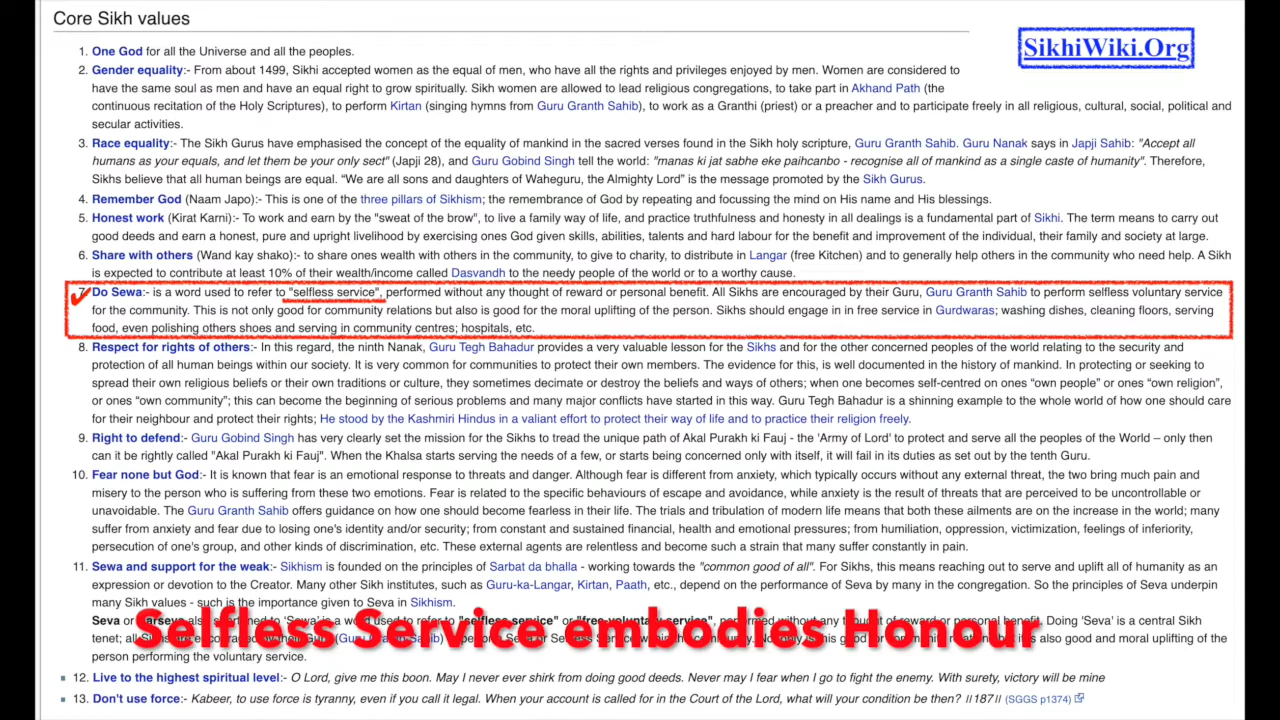 Core Sikh values
SikhiWiki.Org
1. One God for all the Universe and all the peoples.
2. Gender equality:- From about 1499, Sikhi accepted women as the equal of men, who have all the rights and privileges enjoyed by men. Women are considered to
have the same soul as men and have an equal right to grow spiritually. Sikh women are allowed to lead religious congregations, to take part in Akhand Path (the
continuous recitation of the Holy Scriptures), to perform Kirtan (singing hymns from Guru Granth Sahib), to work as a Granthi (priest) or a preacher and to participate freely in all religious, cultural, social, political and
secular activities.
3. Race equality:- The Sikh Gurus have emphasised the concept of the equality of mankind in the sacred verses found in the Sikh holy scripture, Guru Granth Sahib. Guru Nanak says in Japji Sahib: "Accept all
humans as your equals, and let them be your only sect" (Japji 28), and Guru Gobind Singh tell the world: "manas ki jat sabhe eke paihcanbo - recognise all of mankind as a single caste of humanity". Therefore,
Sikhs believe that all human beings are equal. “We are all sons and daughters of Waheguru, the Almighty Lord” is the message promoted by the Sikh Gurus.
4. Remember God (Naam Japo):- This is one of the three pillars of Sikhism; the remembrance of God by repeating and focussing the mind on His name and His blessings.
5. Honest work (Kirat Karni):- To work and earn by the "sweat of the brow", to live a family way of life, and practice truthfulness and honesty in all dealings is a fundamental part of Sikhi. The term means to carry out
good deeds and earn a honest, pure and upright livelihood by exercising ones God given skills, abilities, talents and hard labour for the benefit and improvement of the individual, their family and society at large.
6. Share with others (Wand kay shako):- to share ones wealth with others in the community, to give to charity, to distribute in Langar (free Kitchen) and to generally help others in the community who need help. A Sikh
is expected to contribute at least 10% of their wealth/income called Dasvandh to the needy people of the world or to a worthy cause.
7. Do Sewa:- is a word used to refer to "selfless service", performed without any thought of reward or personal benefit. All Sikhs are encouraged by their Guru, Guru Granth Sahib to perform selfless voluntary service
for the community. This is not only good for community relations but also is good for the moral uplifting of the person. Sikhs should engage in in free service in Gurdwaras; washing dishes, cleaning floors, serving
food, even polishing others shoes and serving in community centres; hospitals, etc.
8. Respect for rights of others:- In this regard, the ninth Nanak, Guru Tegh Bahadur provides a very valuable lesson for the Sikhs and for the other concerned peoples of the world relating to the security and
protection of all human beings within our society. It is very common for communities to protect their own members. The evidence for this, is well documented in the history of mankind. In protecting or seeking to
spread their own religious beliefs or their own traditions or culture, they sometimes decimate or destroy the beliefs and ways of others; when one becomes self-centred on ones “own people” or ones “own religion”,
or ones “own community”; this can become the beginning of serious problems and many major conflicts have started in this way. Guru Tegh Bahadur is a shinning example to the whole world of how one should care
for their neighbour and protect their rights; He stood by the Kashmiri Hindus in a valiant effort to protect their way of life and to practice their religion freely.
9. Right to defend:- Guru Gobind Singh has very clearly set the mission for the Sikhs to tread the unique path of Akal Purakh ki Fauj - the 'Army of Lord' to protect and serve all the peoples of the World – only then
can it be rightly called "Akal Purakh ki Fauj". When the Khalsa starts serving the needs of a few, or starts being concerned only with itself, it will fail in its duties as set out by the tenth Guru.
10. Fear none but God:- It is known that fear is an emotional response to threats and danger. Although fear is different from anxiety, which typically occurs without any external threat, the two bring much pain and
misery to the person who is suffering from these two emotions. Fear is related to the specific behaviours of escape and avoidance, while anxiety is the result of threats that are perceived to be uncontrollable or
unavoidable. The Guru Granth Sahib offers guidance on how one should become fearless in their life. The trials and tribulation of modern life means that both these ailments are on the increase in the world; many
suffer from anxiety and fear due to losing one's identity and/or security; from constant and sustained financial, health and emotional pressures; from humiliation, oppression, victimization, feelings of inferiority,
persecution of one's group, and other kinds of discrimination, etc. These external agents are relentless and become such a strain that many suffer constantly in pain.
11. Sewa and support for the weak:- Sikhism is founded on the principles of Sarbat da bhalla - working towards the "common good of all". For Sikhs, this means reaching out to serve and uplift all of humanity as an
expression or devotion to the Creator. Many other Sikh institutes, such as Guru-ka-Langar, Kirtan, Paath, etc., depend on the performance of Seva by many in the congregation. So the principles of Seva underpin
many Sikh values - such is the importance given to Seva in Sikhism.
Selfless Service embodies Honour
Seva or is a word used to refer to "selfless service" or "free voluntary service", performed without any thought of reward or personal benefit. Doing 'Seva' is a central Sikh
tenet; all Sikhs are encouraged by their Guru (Guru Granth Sahib) is also good and moral uplifting of the
person performing the voluntary service.
12. Live to the highest spiritual level:- O Lord, give me this boon. May I never ever shirk from doing good deeds. Never may I fear when I go to fight the enemy. With surety, victory will be mine
13. Don't use force:- Kabeer, to use force is tyranny, even if you call it legal. When your account is called for in the Court of the Lord, what will your condition be then? ॥187॥ (SGGS p1374)